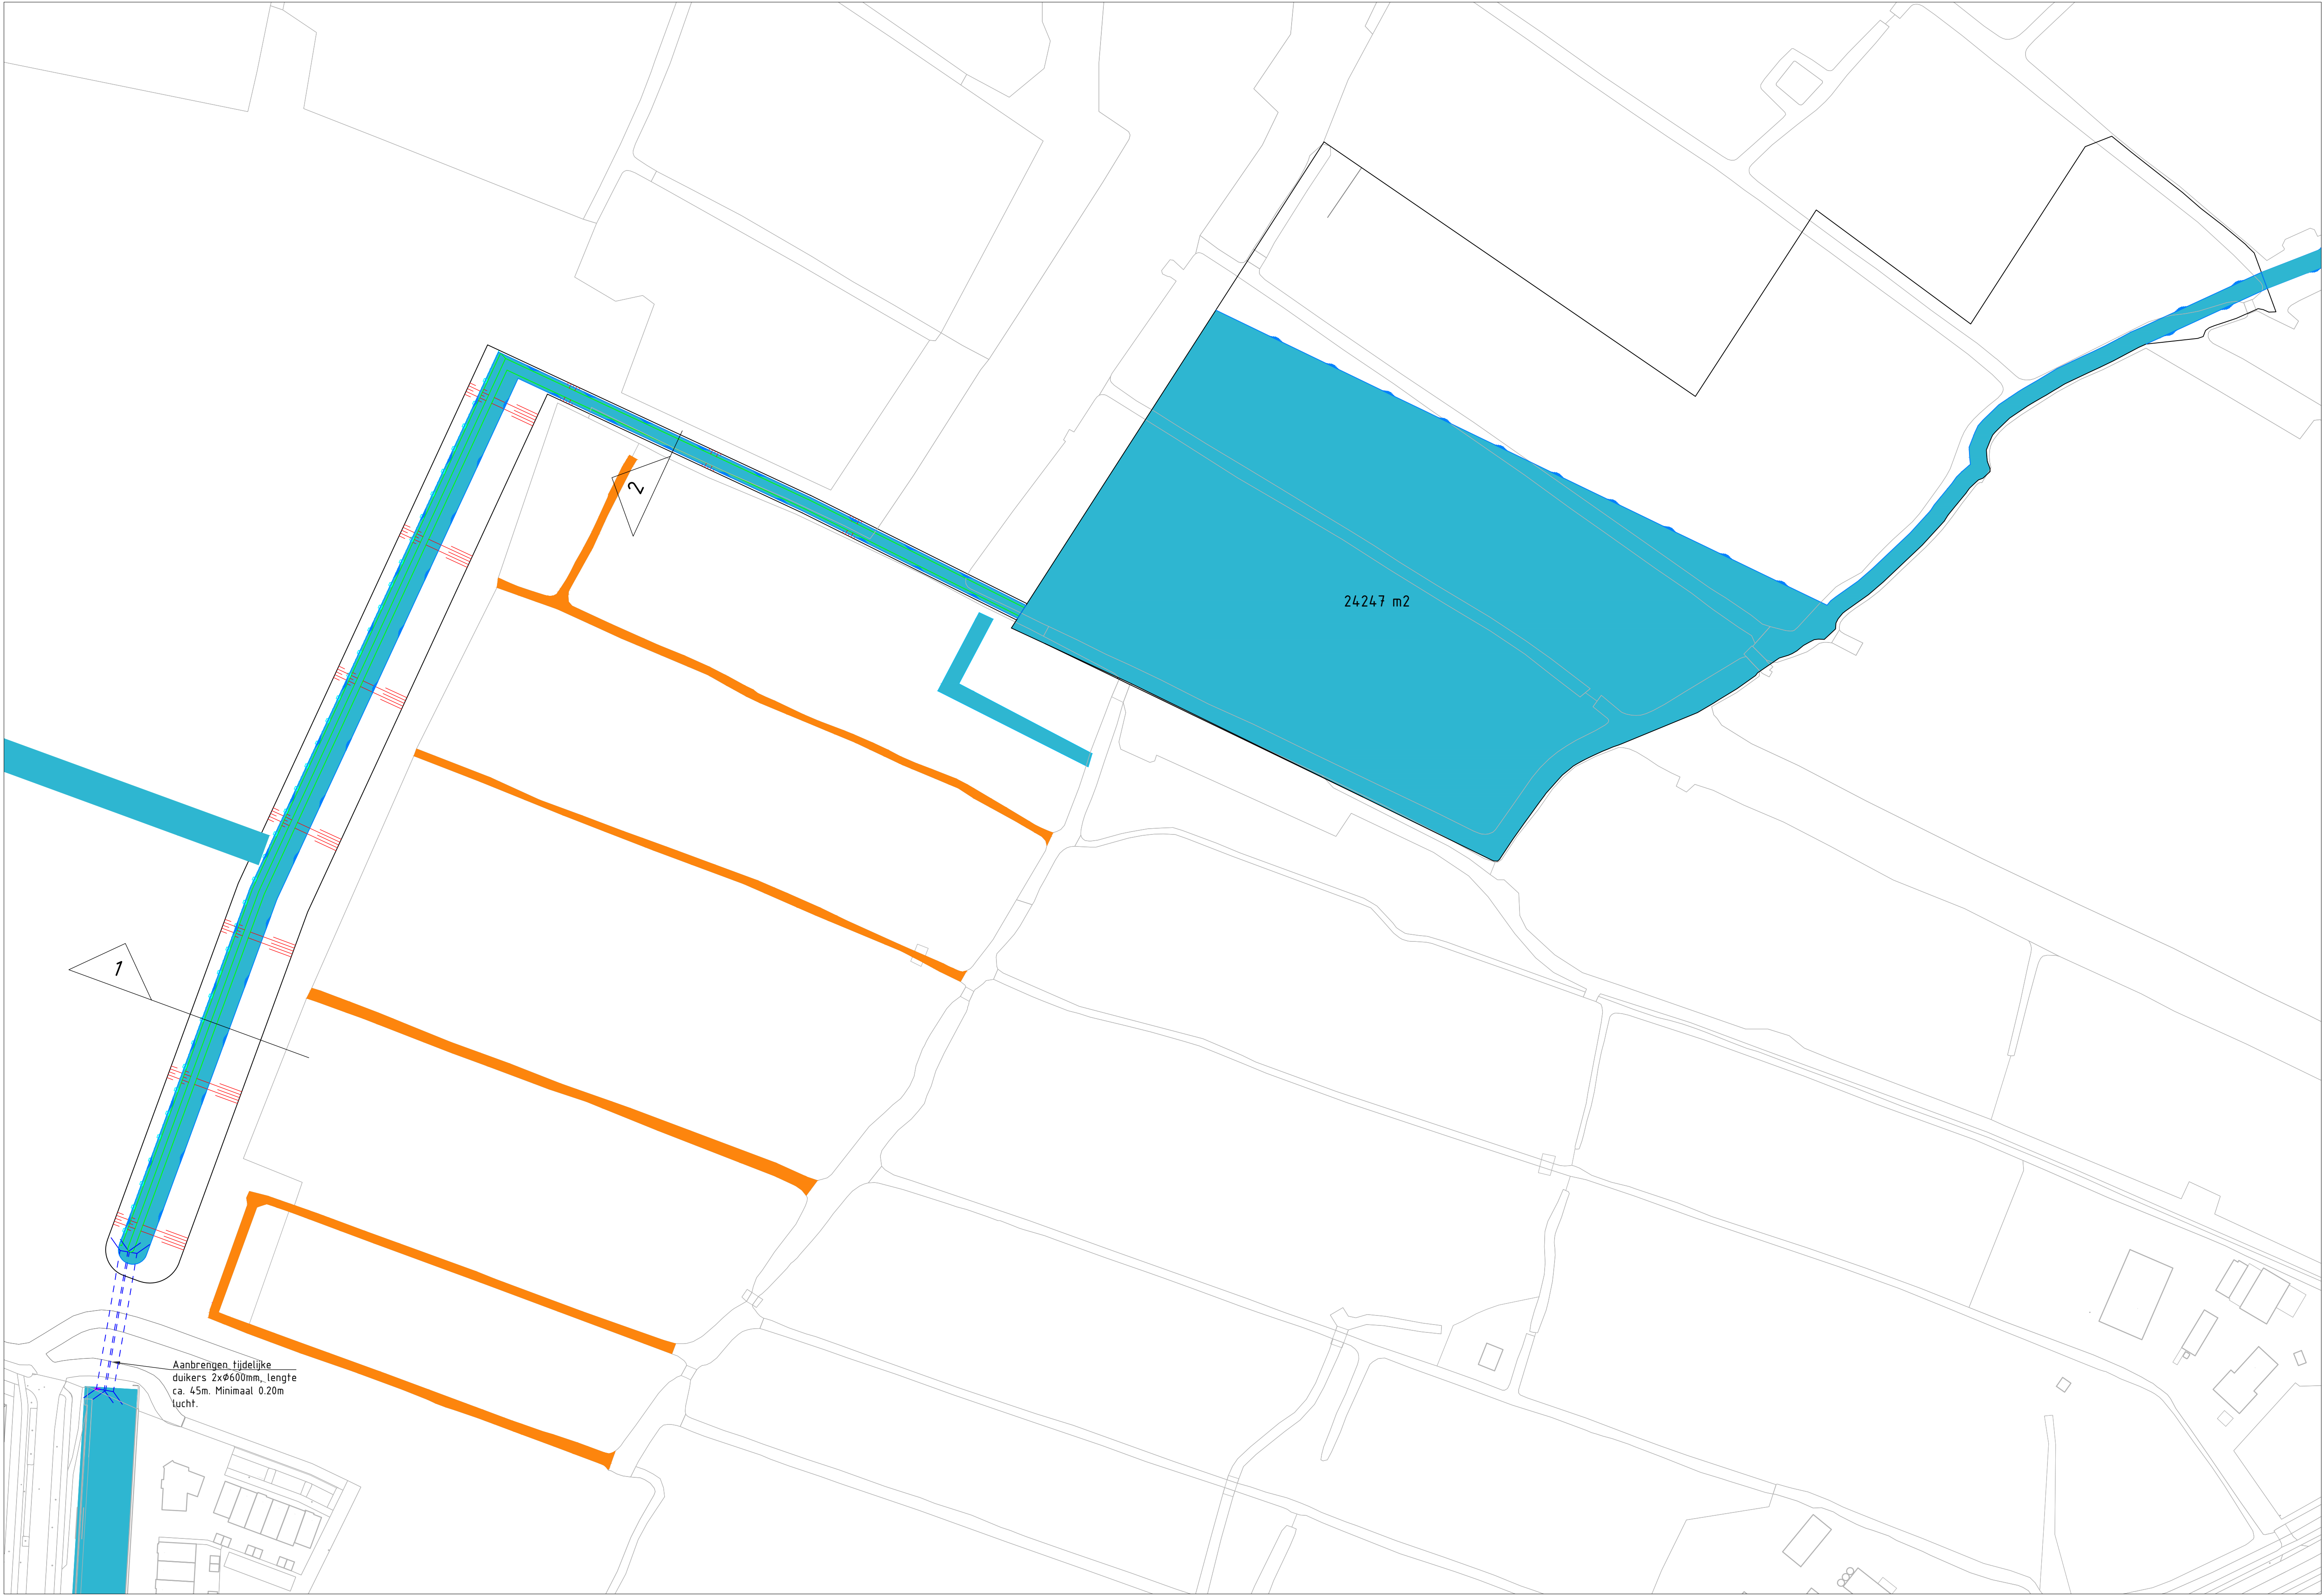 2
24247 m2
1
Aanbrengen tijdelijke
duikers 2xØ600mm, lengte
ca. 45m. Minimaal 0.20m
lucht.